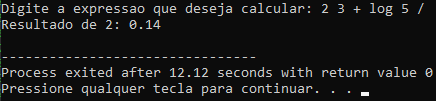 Digite a expressao que deseja calcular: 2 3 + log 5 /
Resultado de 2: 0.14
--------------------------------
Process exited after 12.12 seconds with return value 0
Pressione qualquer tecla para continuar. . .